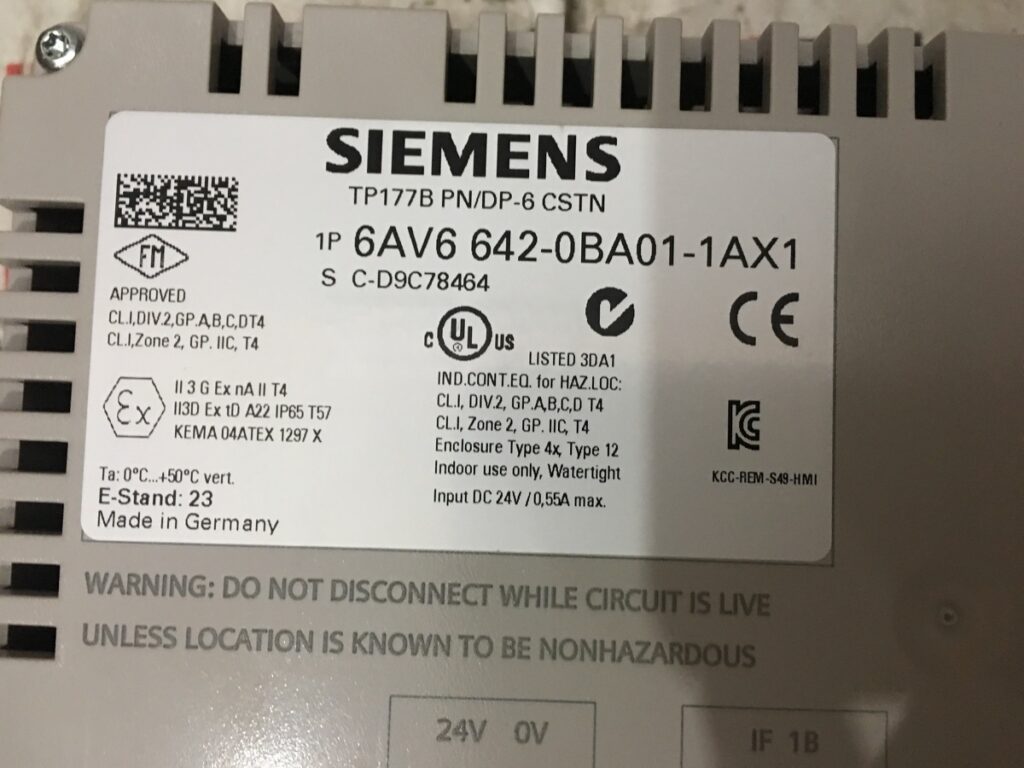 SIEMENS
TP177B PN/DP-6 CSTN
1P 6AV6 642-0BA01-1AX1
S C-D9C78464
FM
APPROVED
CL.I,DIV.2,GP.A,B,C,DT4
CL.I,Zone 2, GP. IIC, T4
C UL US
LISTED 3DA1
CE
IND.CONT.EQ. for HAZ.LOC:
CL.I, DIV.2, GP.A,B,C,D T4
CL.I, Zone 2, GP. IIC, T4
Enclosure Type 4x, Type 12
Indoor use only, Watertight
Input DC 24V / 0,55A max.
Ex
II 3 G Ex nA II T4
II3D Ex tD A22 IP65 T57
KEMA 04ATEX 1297 X
KC
KCC-REM-S49-HMI
Ta: 0°C...+50°C vert.
E-Stand: 23
Made in Germany
WARNING: DO NOT DISCONNECT WHILE CIRCUIT IS LIVE
UNLESS LOCATION IS KNOWN TO BE NONHAZARDOUS
24V 0V
IF 1B